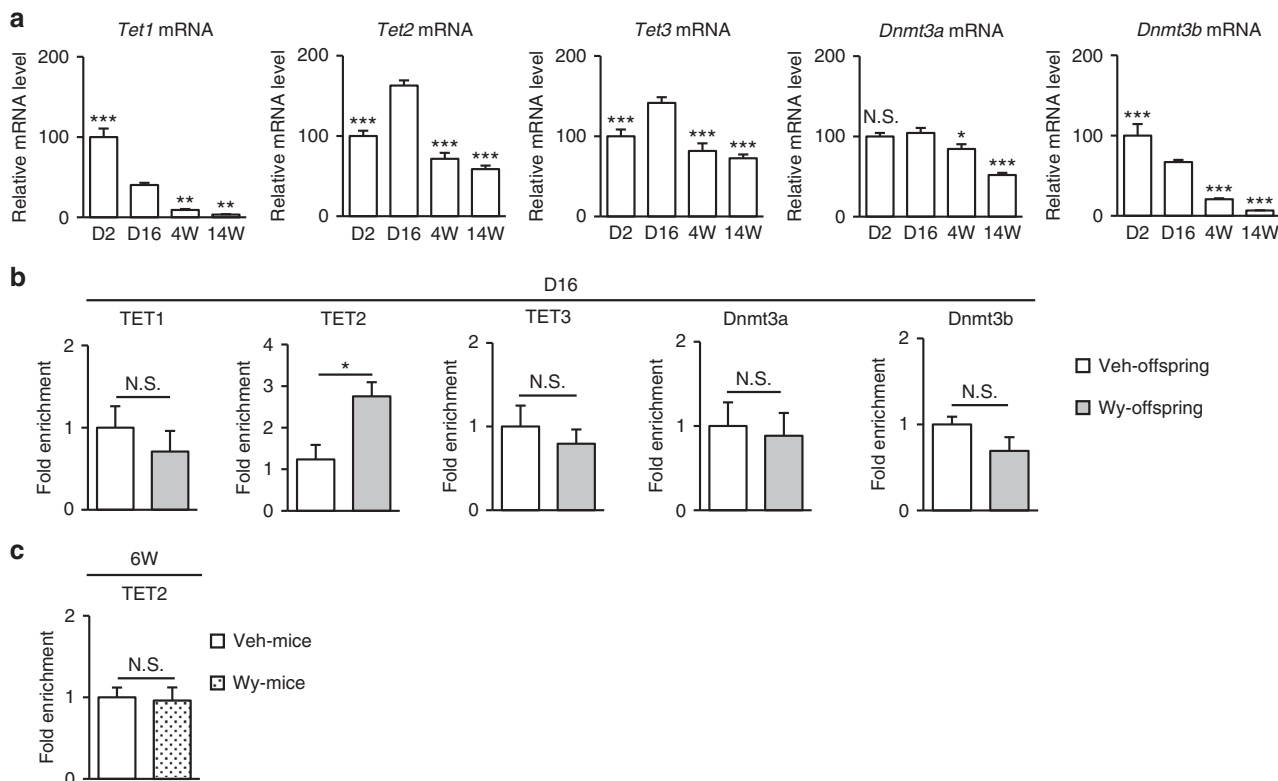 a
Tet1 mRNA
Relative mRNA level
200
100
0
***
**
**
D2 D16 4W 14W
Tet2 mRNA
Relative mRNA level
200
100
0
***
***
***
D2 D16 4W 14W
Tet3 mRNA
Relative mRNA level
200
100
0
***
***
***
D2 D16 4W 14W
Dnmt3a mRNA
Relative mRNA level
200
100
0
N.S.
*
***
D2 D16 4W 14W
Dnmt3b mRNA
Relative mRNA level
200
100
0
***
***
***
D2 D16 4W 14W
b
D16
TET1
Fold enrichment
2
1
0
N.S.
TET2
Fold enrichment
4
3
2
1
0
*
TET3
Fold enrichment
2
1
0
N.S.
Dnmt3a
Fold enrichment
2
1
0
N.S.
Dnmt3b
Fold enrichment
2
1
0
N.S.
Veh-offspring
Wy-offspring
c
6W
TET2
Fold enrichment
2
1
0
N.S.
Veh-mice
Wy-mice